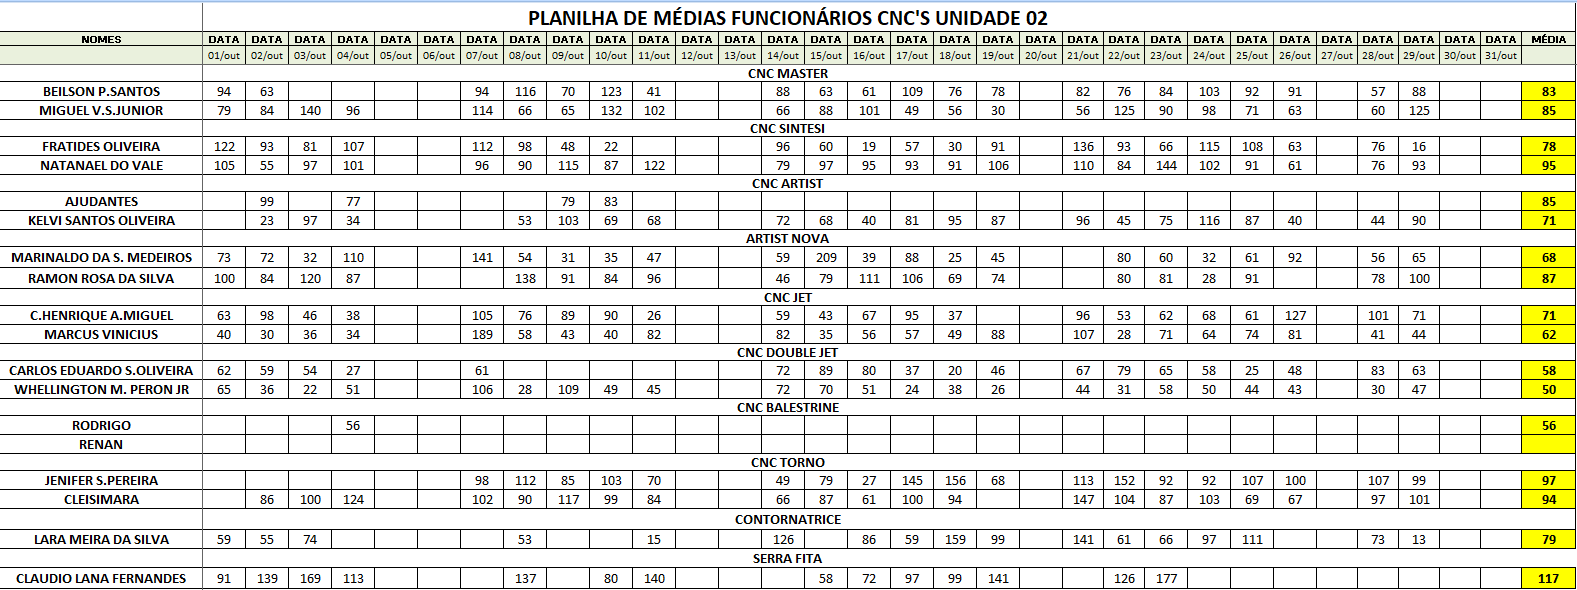 PLANILHA DE MÉDIAS FUNCIONÁRIOS CNC'S UNIDADE 02
NOMES DATA DATA DATA DATA DATA DATA DATA DATA DATA DATA DATA DATA DATA DATA DATA DATA DATA DATA DATA DATA DATA DATA DATA DATA DATA DATA DATA DATA DATA DATA DATA MÉDIA
01/out 02/out 03/out 04/out 05/out 06/out 07/out 08/out 09/out 10/out 11/out 12/out 13/out 14/out 15/out 16/out 17/out 18/out 19/out 20/out 21/out 22/out 23/out 24/out 25/out 26/out 27/out 28/out 29/out 30/out 31/out
CNC MASTER
BEILSON P.SANTOS 94 63 94 116 70 123 41 88 63 61 109 76 78 82 76 84 103 92 91 57 88 83
MIGUEL V.S.JUNIOR 79 84 140 96 114 66 65 132 102 66 88 101 49 56 30 56 125 90 98 71 63 60 125 85
CNC SINTESI
FRATIDES OLIVEIRA 122 93 81 107 112 98 48 22 96 60 19 57 30 91 136 93 66 115 108 63 76 16 78
NATANAEL DO VALE 105 55 97 101 96 90 115 87 122 79 97 95 93 91 106 110 84 144 102 91 61 76 93 95
CNC ARTIST
AJUDANTES 99 77 79 83 85
KELVI SANTOS OLIVEIRA 23 97 34 53 103 69 68 72 68 40 81 95 87 96 45 75 116 87 40 44 90 71
ARTIST NOVA
MARINALDO DA S. MEDEIROS 73 72 32 110 141 54 31 35 47 59 209 39 88 25 45 80 60 32 61 92 56 65 68
RAMON ROSA DA SILVA 100 84 120 87 138 91 84 96 46 79 111 106 69 74 80 81 28 91 78 100 87
CNC JET
C.HENRIQUE A.MIGUEL 63 98 46 38 105 76 89 90 26 59 43 67 95 37 96 53 62 68 61 127 101 71 71
MARCUS VINICIUS 40 30 36 34 189 58 43 40 82 82 35 56 57 49 88 107 28 71 64 74 81 41 44 62
CNC DOUBLE JET
CARLOS EDUARDO S.OLIVEIRA 62 59 54 27 61 72 89 80 37 20 46 67 79 65 58 25 48 83 63 58
WHELLINGTON M. PERON JR 65 36 22 51 106 28 109 49 45 72 70 51 24 38 26 44 31 58 50 44 43 30 47 50
CNC BALESTRINE
RODRIGO 56 56
RENAN
CNC TORNO
JENIFER S.PEREIRA 98 112 85 103 70 49 79 27 145 156 68 113 152 92 92 107 100 107 99 97
CLEISIMARA 86 100 124 102 90 117 99 84 66 87 61 100 94 147 104 87 103 69 67 97 101 94
CONTORNATRICE
LARA MEIRA DA SILVA 59 55 74 53 15 126 86 59 159 99 141 61 66 97 111 73 13 79
SERRA FITA
CLAUDIO LANA FERNANDES 91 139 169 113 137 80 140 58 72 97 99 141 126 177 117